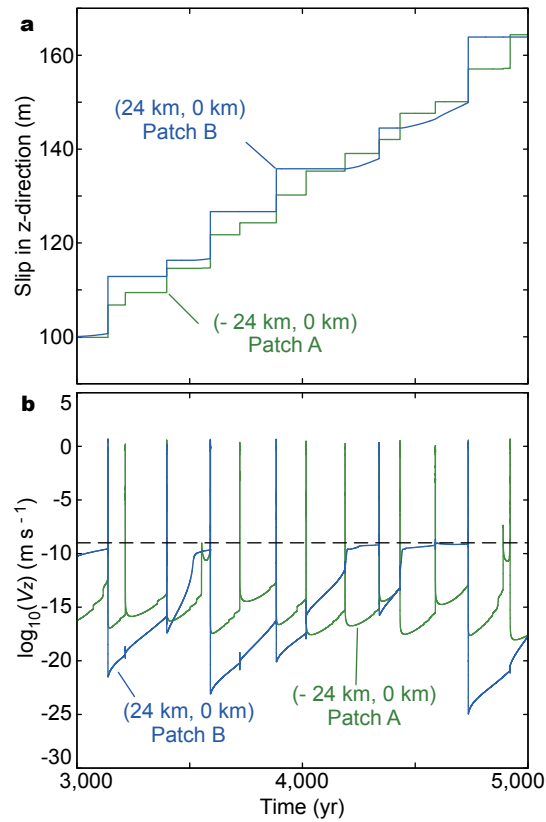 a
160
140
120
100
Slip in z-direction (m)
(24 km, 0 km)
Patch B
(- 24 km, 0 km)
Patch A
b
5
0
-5
-10
-15
-20
-25
-30
log10(Vz) (m s -1)
(24 km, 0 km)
Patch B
(- 24 km, 0 km)
Patch A
3,000
4,000
5,000
Time (yr)